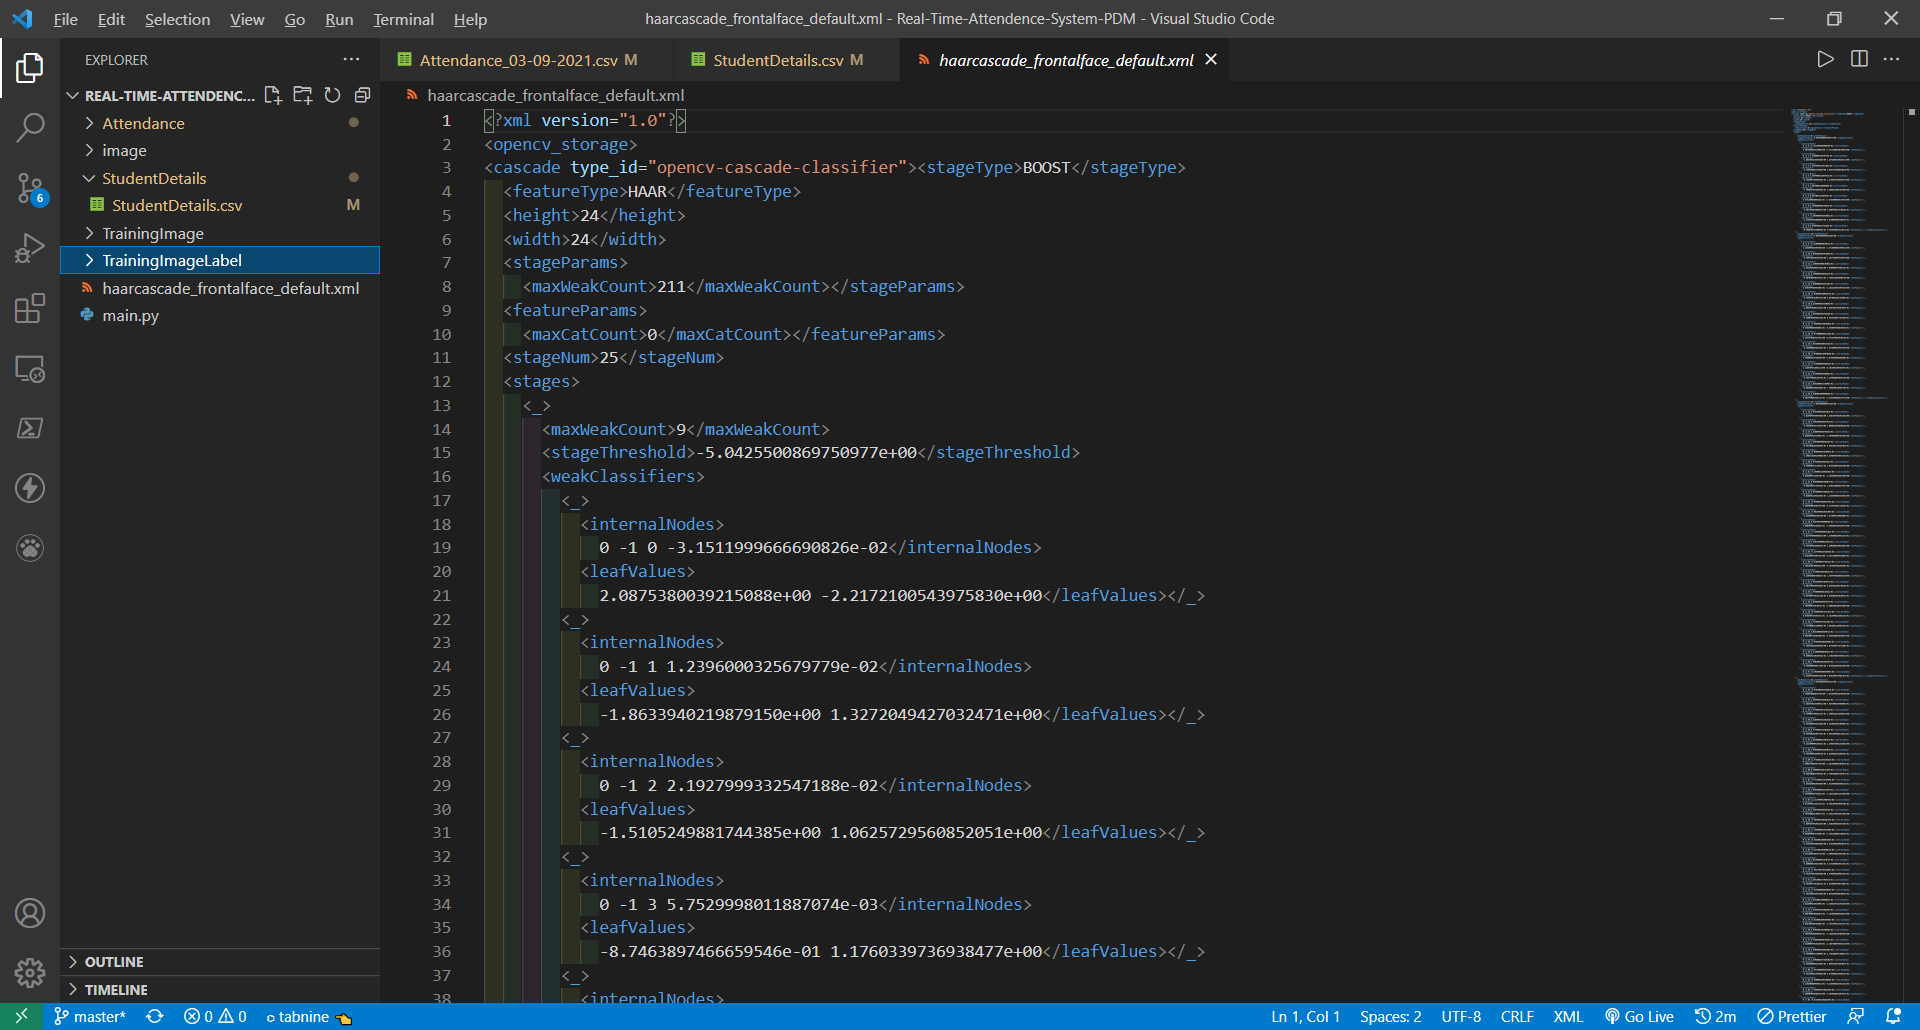 File Edit Selection View Go Run Terminal Help
haarcascade_frontalface_default.xml - Real-Time-Attendence-System-PDM - Visual Studio Code
EXPLORER
REAL-TIME-ATTENDENC...
Attendance
image
StudentDetails
StudentDetails.csv M
TrainingImage
TrainingImageLabel
haarcascade_frontalface_default.xml
main.py
OUTLINE
TIMELINE
6
Attendance_03-09-2021.csv M
StudentDetails.csv M
haarcascade_frontalface_default.xml
haarcascade_frontalface_default.xml
1 <?xml version="1.0"?>
2 <opencv_storage>
3 <cascade type_id="opencv-cascade-classifier"><stageType>BOOST</stageType>
4 <featureType>HAAR</featureType>
5 <height>24</height>
6 <width>24</width>
7 <stageParams>
8 <maxWeakCount>211</maxWeakCount></stageParams>
9 <featureParams>
10 <maxCatCount>0</maxCatCount></featureParams>
11 <stageNum>25</stageNum>
12 <stages>
13 <_>
14 <maxWeakCount>9</maxWeakCount>
15 <stageThreshold>-5.0425500869750977e+00</stageThreshold>
16 <weakClassifiers>
17 <_>
18 <internalNodes>
19 0 -1 0 -3.1511999666690826e-02</internalNodes>
20 <leafValues>
21 2.0875380039215088e+00 -2.2172100543975830e+00</leafValues></_>
22 <_>
23 <internalNodes>
24 0 -1 1 1.2396000325679779e-02</internalNodes>
25 <leafValues>
26 -1.8633940219879150e+00 1.3272049427032471e+00</leafValues></_>
27 <_>
28 <internalNodes>
29 0 -1 2 2.1927999332547188e-02</internalNodes>
30 <leafValues>
31 -1.5105249881744385e+00 1.0625729560852051e+00</leafValues></_>
32 <_>
33 <internalNodes>
34 0 -1 3 5.7529998011887074e-03</internalNodes>
35 <leafValues>
36 -8.7463897466659546e-01 1.1760339736938477e+00</leafValues></_>
37 <_>
38 <internalNodes>
master* 0 0 tabnine Ln 1, Col 1 Spaces: 2 UTF-8 CRLF XML Go Live 2m Prettier